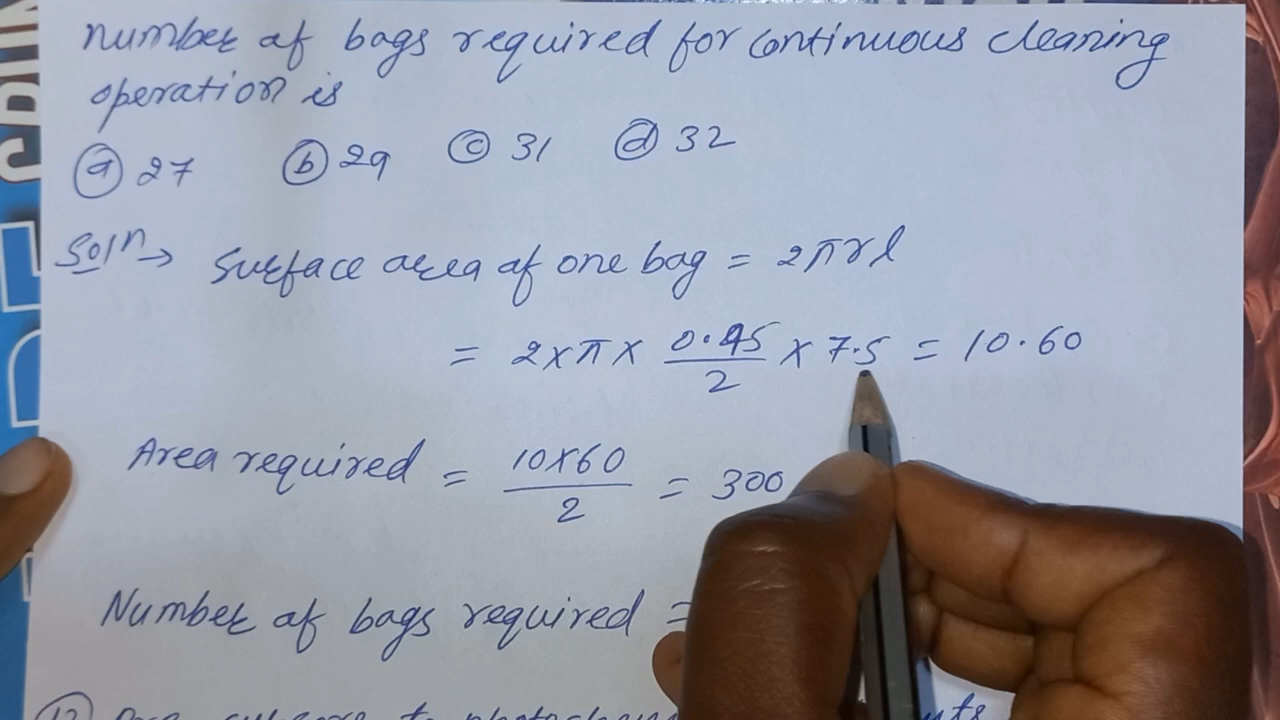 number of bags required for continuous cleaning
operation is
(a) 27 (b) 29 (c) 31 (d) 32
Soln → Surface area of one bag = 2πrl
= 2×π× 0.45/2 × 7.5 = 10.60
Area required = 10×60/2 = 300
Number of bags required =